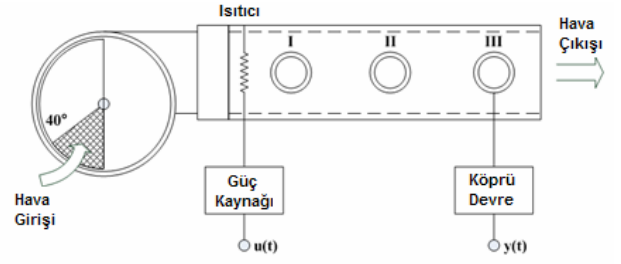 Isıtıcı
Hava
Çıkışı
I
II
III
40°
Hava
Girişi
Güç
Kaynağı
Köprü
Devre
u(t)
y(t)